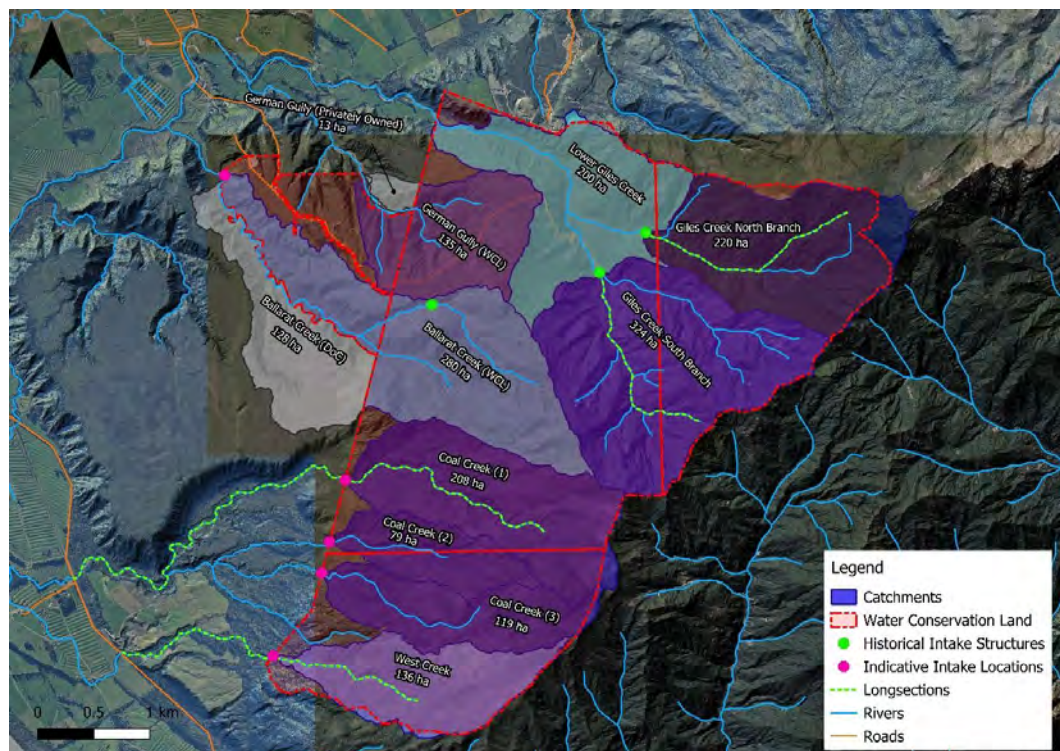 German Gully (Privately Owned)
13 ha
Lower Giles Creek
200 ha
Giles Creek North Branch
220 ha
German Gully (WCL)
135 ha
Giles Creek South Branch
324 ha
Ballarat Creek (DoC)
128 ha
Ballarat Creek (WCL)
280 ha
Coal Creek (1)
208 ha
Coal Creek (2)
79 ha
Coal Creek (3)
119 ha
West Creek
136 ha
0 0.5 1 km
Legend
Catchments
Water Conservation Land
Historical Intake Structures
Indicative Intake Locations
Longsections
Rivers
Roads